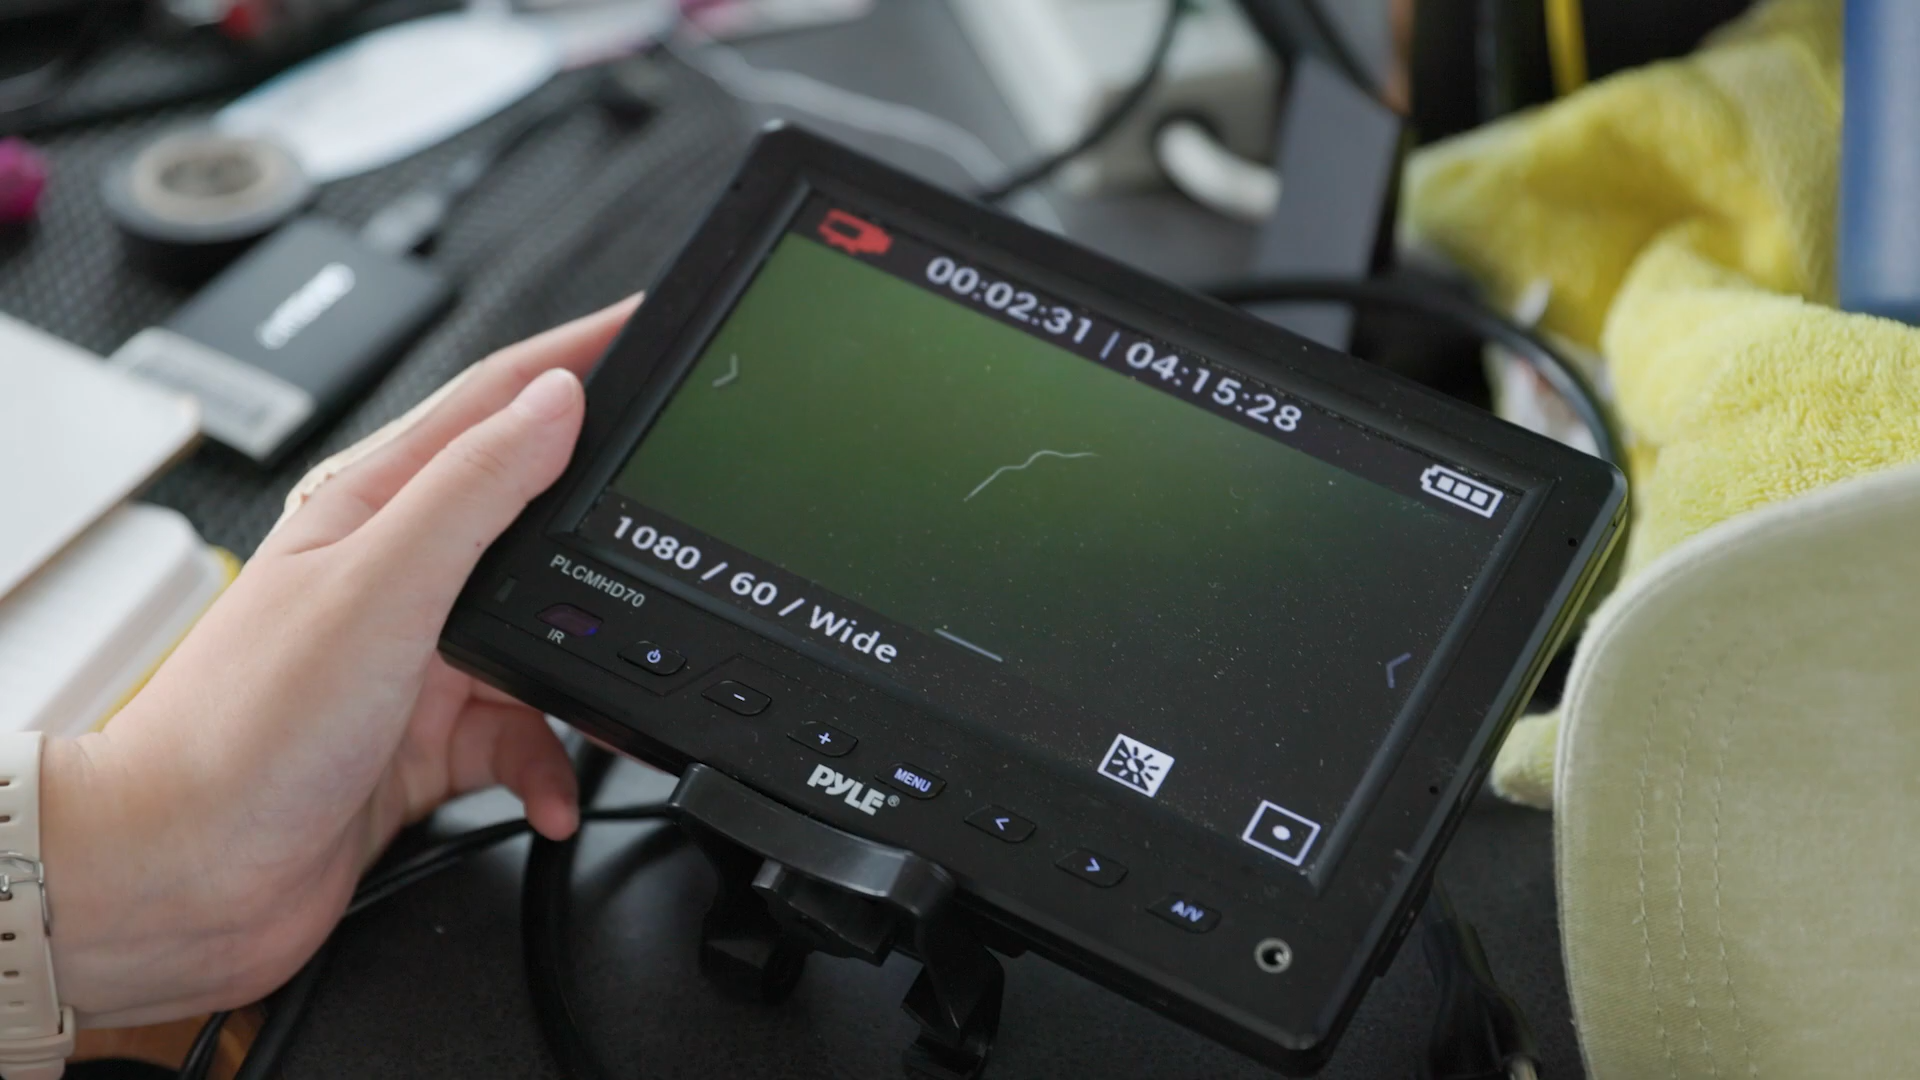 00:02:31 | 04:15:28
1080 / 60 / Wide
PLCMHD70
IR
-
+
MENU
<
>
A/V
PYLE®